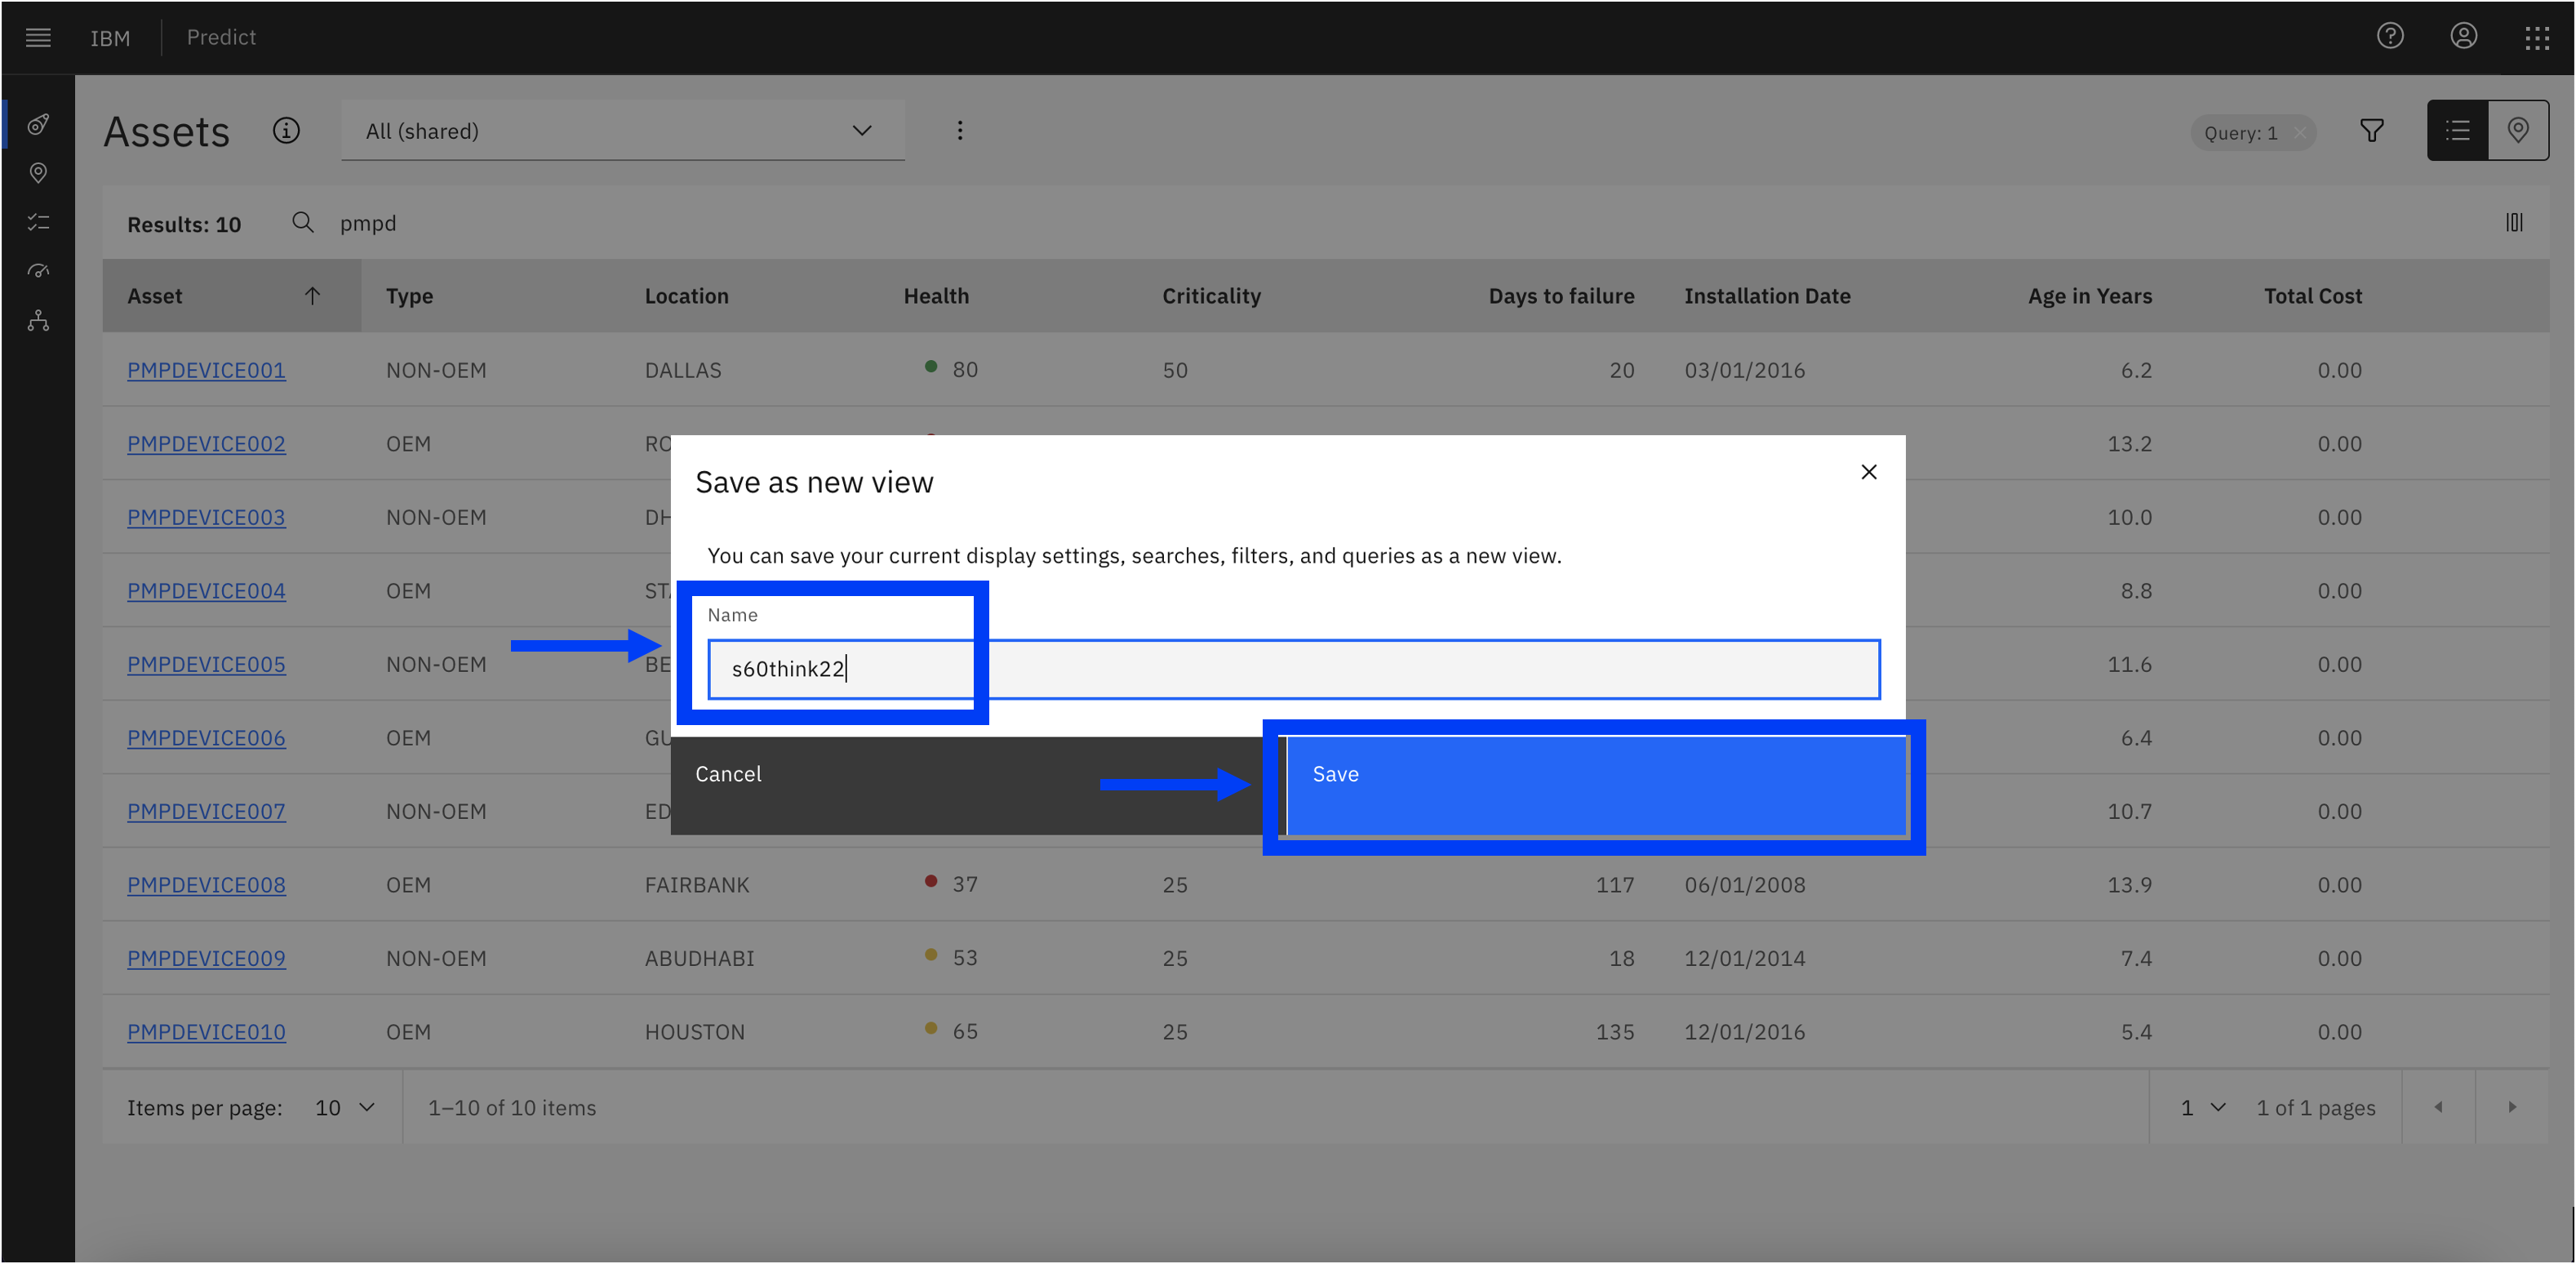 IBM Predict
Assets All (shared) Query: 1
Results: 10 pmpd
Asset Type Location Health Criticality Days to failure Installation Date Age in Years Total Cost
PMPDEVICE001 NON-OEM DALLAS 80 50 20 03/01/2016 6.2 0.00
PMPDEVICE002 OEM RO 13.2 0.00
PMPDEVICE003 NON-OEM DH 10.0 0.00
PMPDEVICE004 OEM ST 8.8 0.00
PMPDEVICE005 NON-OEM BE 11.6 0.00
PMPDEVICE006 OEM GU 6.4 0.00
PMPDEVICE007 NON-OEM ED 10.7 0.00
PMPDEVICE008 OEM FAIRBANK 37 25 117 06/01/2008 13.9 0.00
PMPDEVICE009 NON-OEM ABUDHABI 53 25 18 12/01/2014 7.4 0.00
PMPDEVICE010 OEM HOUSTON 65 25 135 12/01/2016 5.4 0.00
Items per page: 10 1–10 of 10 items 1 1 of 1 pages
Save as new view
You can save your current display settings, searches, filters, and queries as a new view.
Name
s60think22
Cancel Save